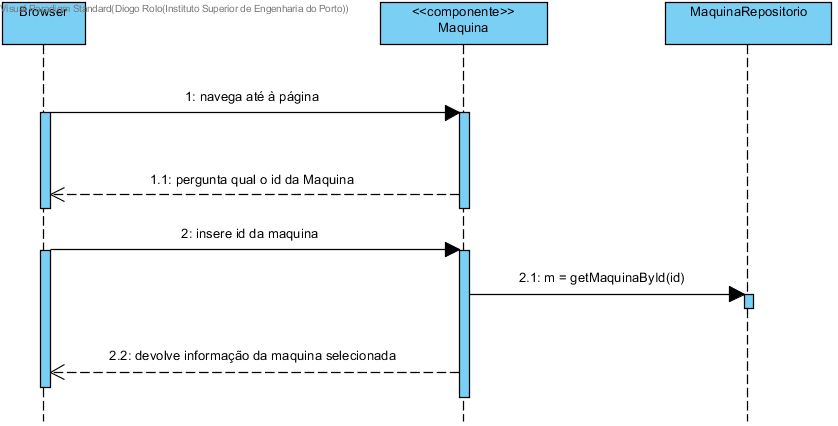 Visual Paradigm Standard(Diogo Rolo(Instituto Superior de Engenharia do Porto))
Browser
<<componente>>
Maquina
MaquinaRepositorio
1: navega até à página
1.1: pergunta qual o id da Maquina
2: insere id da maquina
2.1: m = getMaquinaById(id)
2.2: devolve informação da maquina selecionada